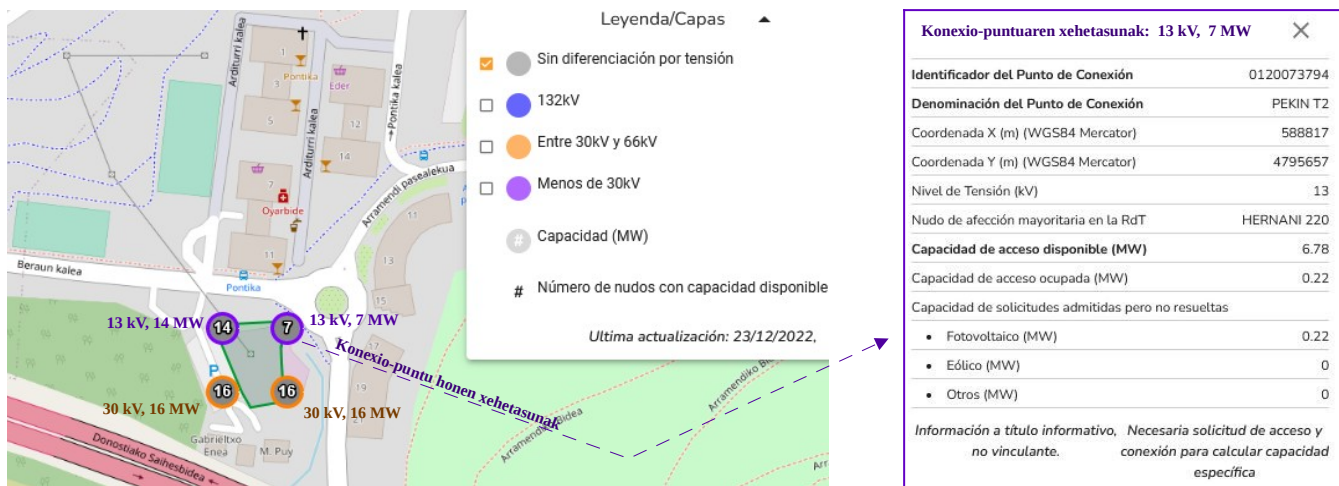 Arditurri kalea
1
Pontika
Eder
3
5
12
14
Arditurri kalea
Pontika kalea
7
Oyarbide
11
Arramendi pasealekua
11
13
15
17
19
21
Beraun kalea
Pontika
13 kV, 14 MW
14
7
13 kV, 7 MW
Konexio-puntu honen xehetasunak
P
16
16
30 kV, 16 MW
30 kV, 16 MW
Gabrieltxo
Enea
M. Puy
Donostiako Saihesbidea
Arramendiko Bidea
Arramendiko Bidea
Arr
Leyenda/Capas
Sin diferenciación por tensión
132kV
Entre 30kV y 66kV
Menos de 30kV
# Capacidad (MW)
# Número de nudos con capacidad disponible
Ultima actualización: 23/12/2022,
Konexio-puntuaren xehetasunak: 13 kV, 7 MW
Identificador del Punto de Conexión 0120073794
Denominación del Punto de Conexión PEKIN T2
Coordenada X (m) (WGS84 Mercator) 588817
Coordenada Y (m) (WGS84 Mercator) 4795657
Nivel de Tensión (kV) 13
Nudo de afección mayoritaria en la RdT HERNANI 220
Capacidad de acceso disponible (MW) 6.78
Capacidad de acceso ocupada (MW) 0.22
Capacidad de solicitudes admitidas pero no resueltas
• Fotovoltaico (MW) 0.22
• Eólico (MW) 0
• Otros (MW) 0
Información a título informativo,
no vinculante.
Necesaria solicitud de acceso y
conexión para calcular capacidad
específica